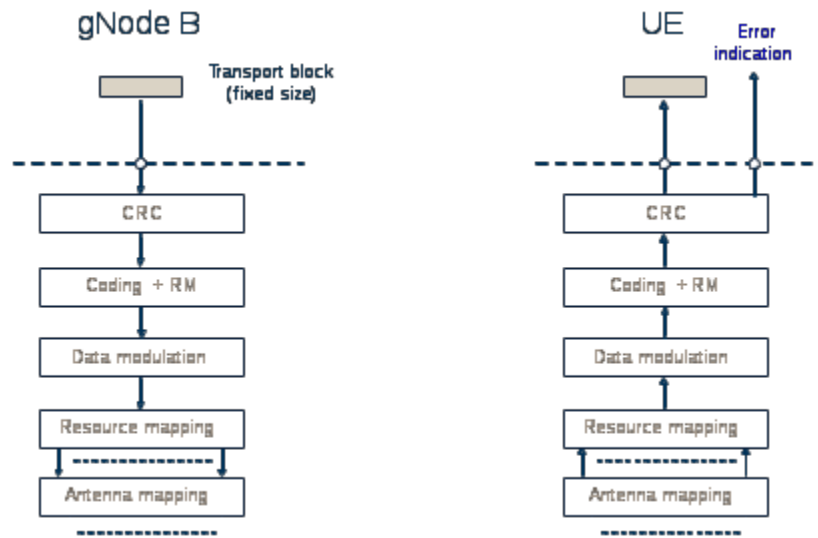 gNode B
Transport block
(fixed size)
CRC
Coding + RM
Data modulation
Resource mapping
Antenna mapping
UE
Error
indication
CRC
Coding +RM
Data modulation
Resource mapping
Antenna mapping